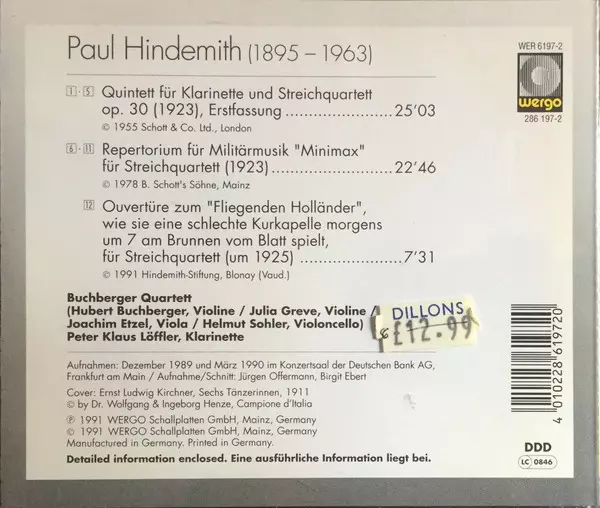 Paul Hindemith (1895 – 1963)
WER 6197-2
wergo
286 197-2
1 - 5 Quintett für Klarinette und Streichquartett
op. 30 (1923), Erstfassung......................25'03
© 1955 Schott & Co. Ltd., London
6 - 11 Repertorium für Militärmusik "Minimax"
für Streichquartett (1923)........................22'46
© 1978 B. Schott's Söhne, Mainz
12 Ouvertüre zum "Fliegenden Holländer",
wie sie eine schlechte Kurkapelle morgens
um 7 am Brunnen vom Blatt spielt,
für Streichquartett (um 1925)...................7'31
© 1991 Hindemith-Stiftung, Blonay (Vaud.)
Buchberger Quartett
(Hubert Buchberger, Violine / Julia Greve, Violine /
Joachim Etzel, Viola / Helmut Sohler, Violoncello)
Peter Klaus Löffler, Klarinette
DILLONS
£12.99
Aufnahmen: Dezember 1989 und März 1990 im Konzertsaal der Deutschen Bank AG,
Frankfurt am Main / Aufnahme/Schnitt: Jürgen Offermann, Birgit Ebert
Cover: Ernst Ludwig Kirchner, Sechs Tänzerinnen, 1911
© by Dr. Wolfgang & Ingeborg Henze, Campione d'Italia
℗ 1991 WERGO Schallplatten GmbH, Mainz, Germany
© 1991 WERGO Schallplatten GmbH, Mainz, Germany
Manufactured in Germany. Printed in Germany.
Detailed information enclosed. Eine ausführliche Information liegt bei.
4 010228 619720
DDD
LC 0846